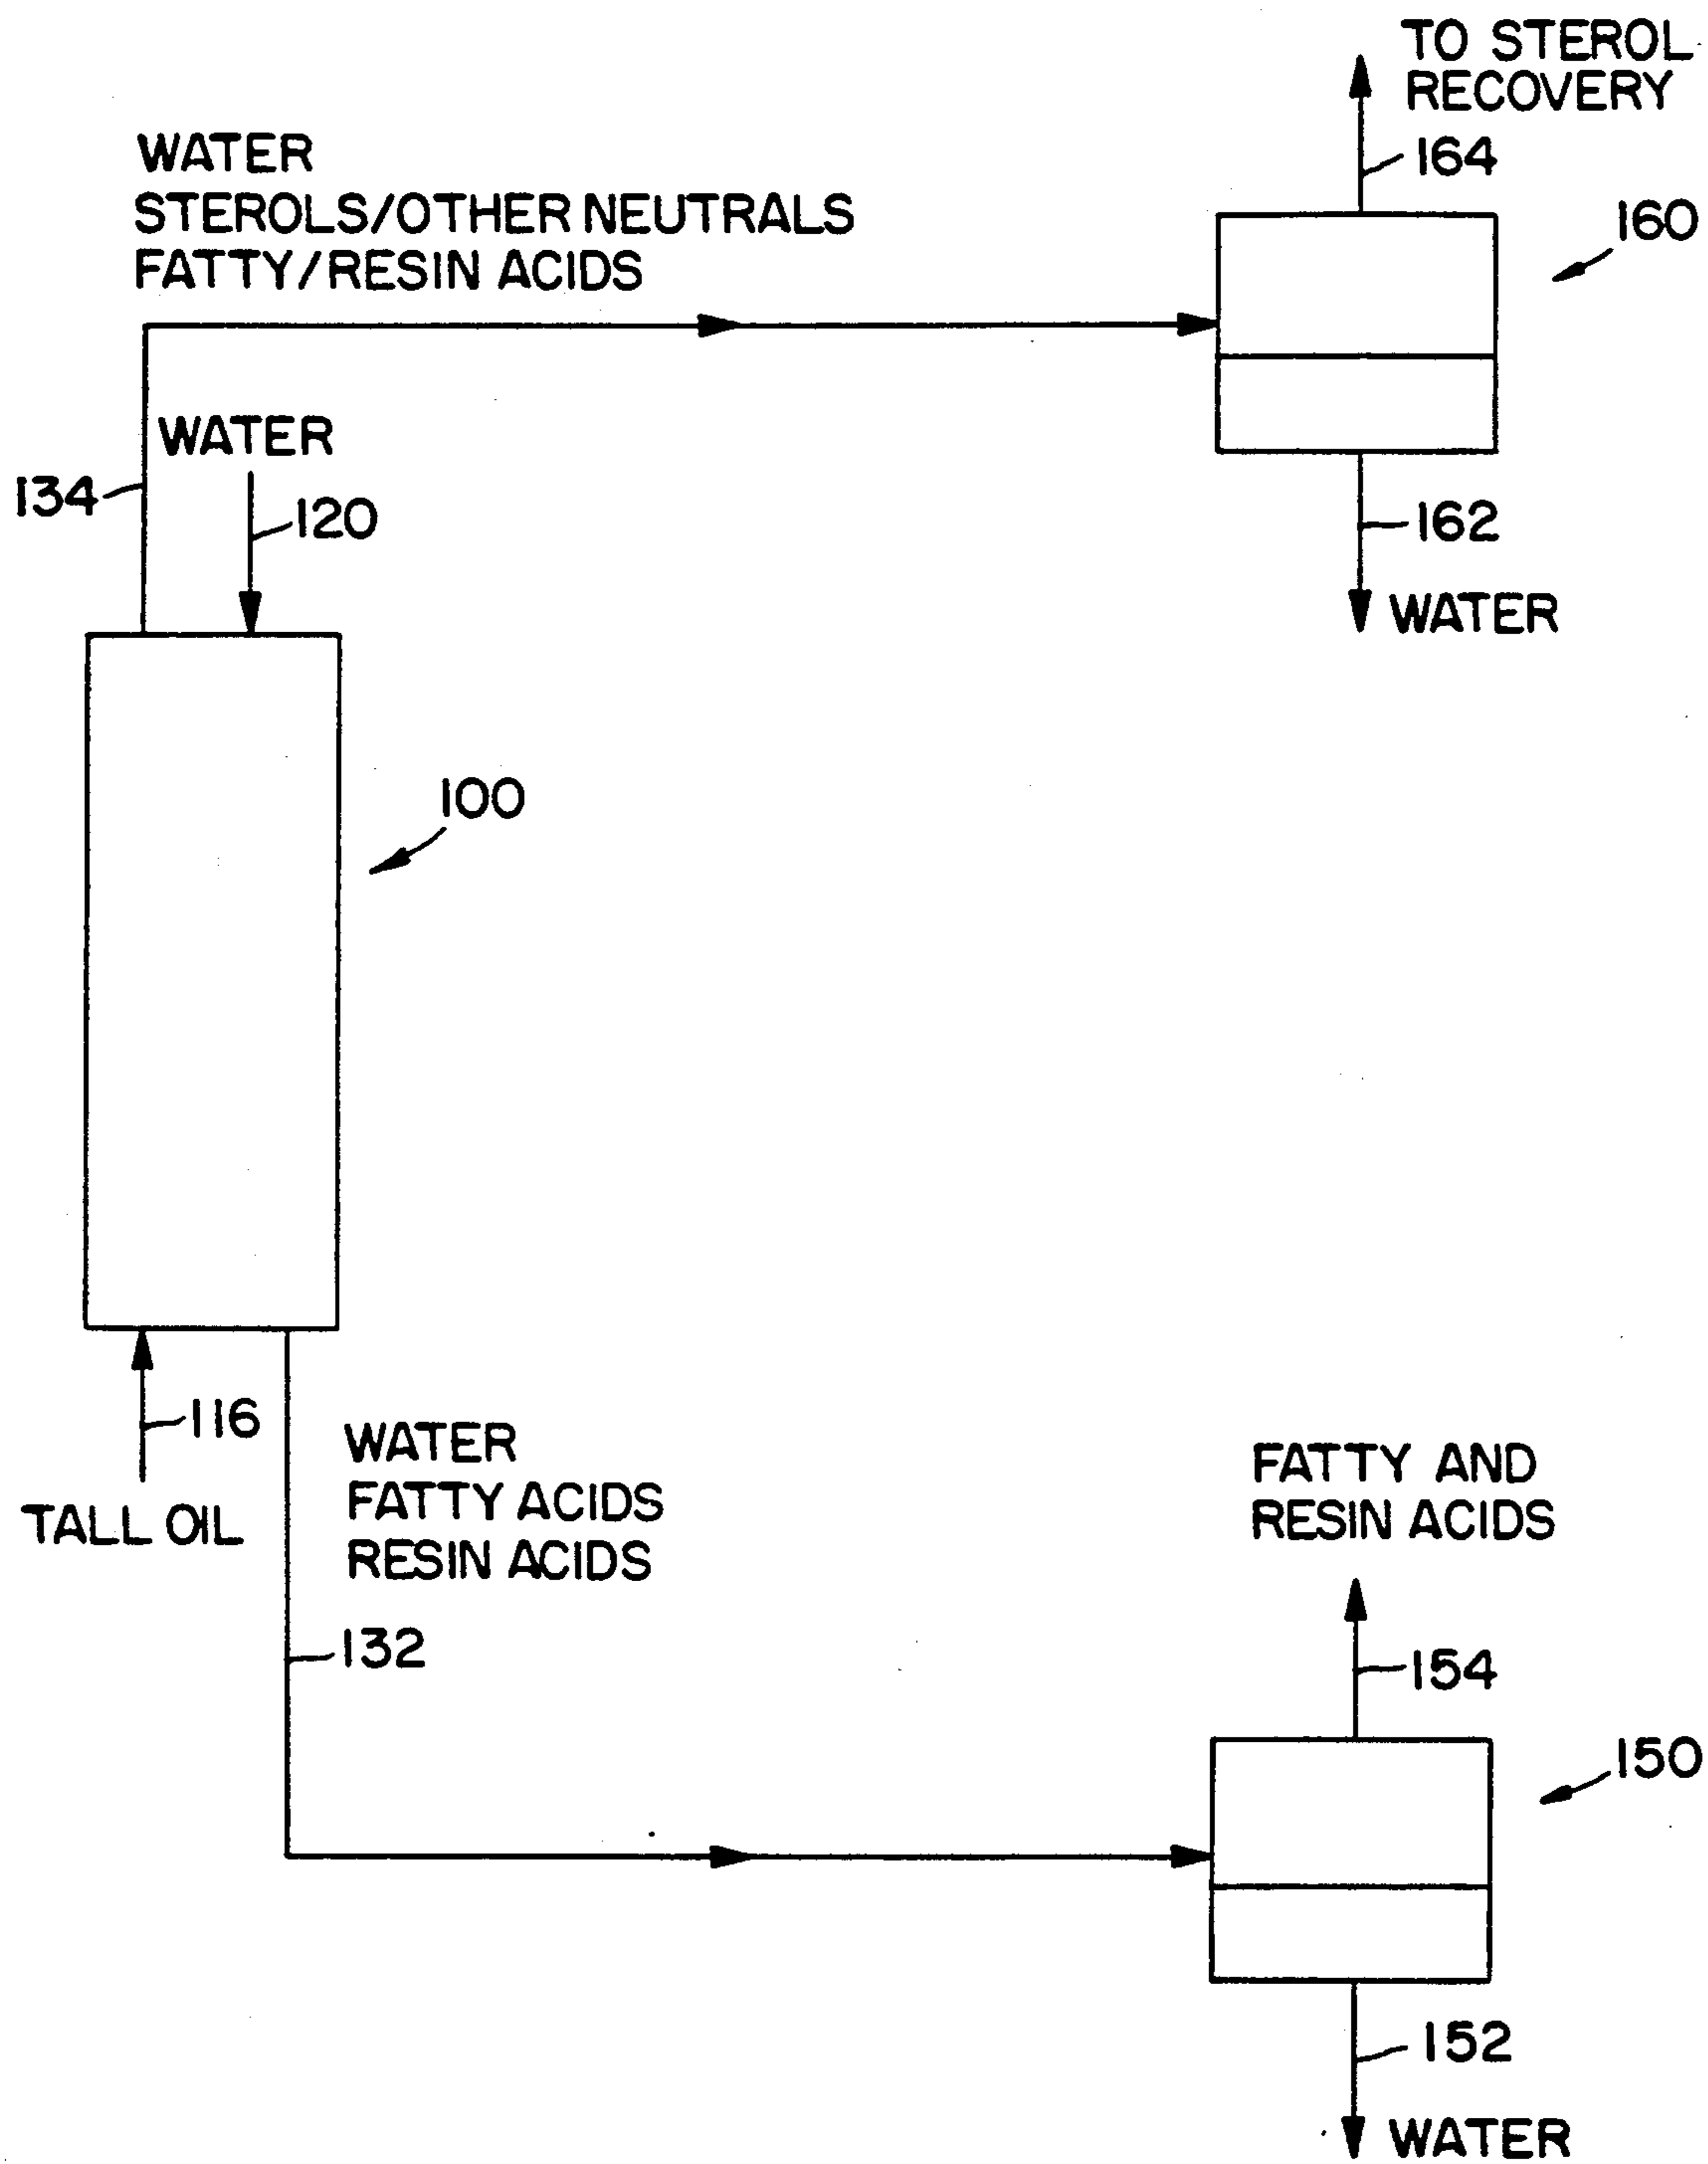 TO STEROL
RECOVERY
164
WATER
STEROLS/OTHER NEUTRALS
FATTY/RESIN ACIDS
160
WATER
134
120
162
WATER
100
116
TALL OIL
WATER
FATTY ACIDS
RESIN ACIDS
132
FATTY AND
RESIN ACIDS
154
150
152
WATER